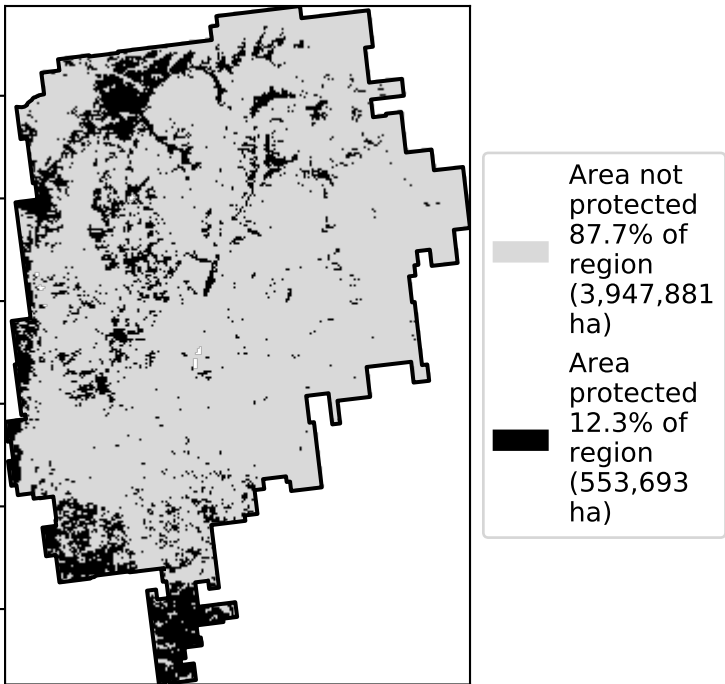 Area not
protected
87.7% of
region
(3,947,881
ha)
Area
protected
12.3% of
region
(553,693
ha)